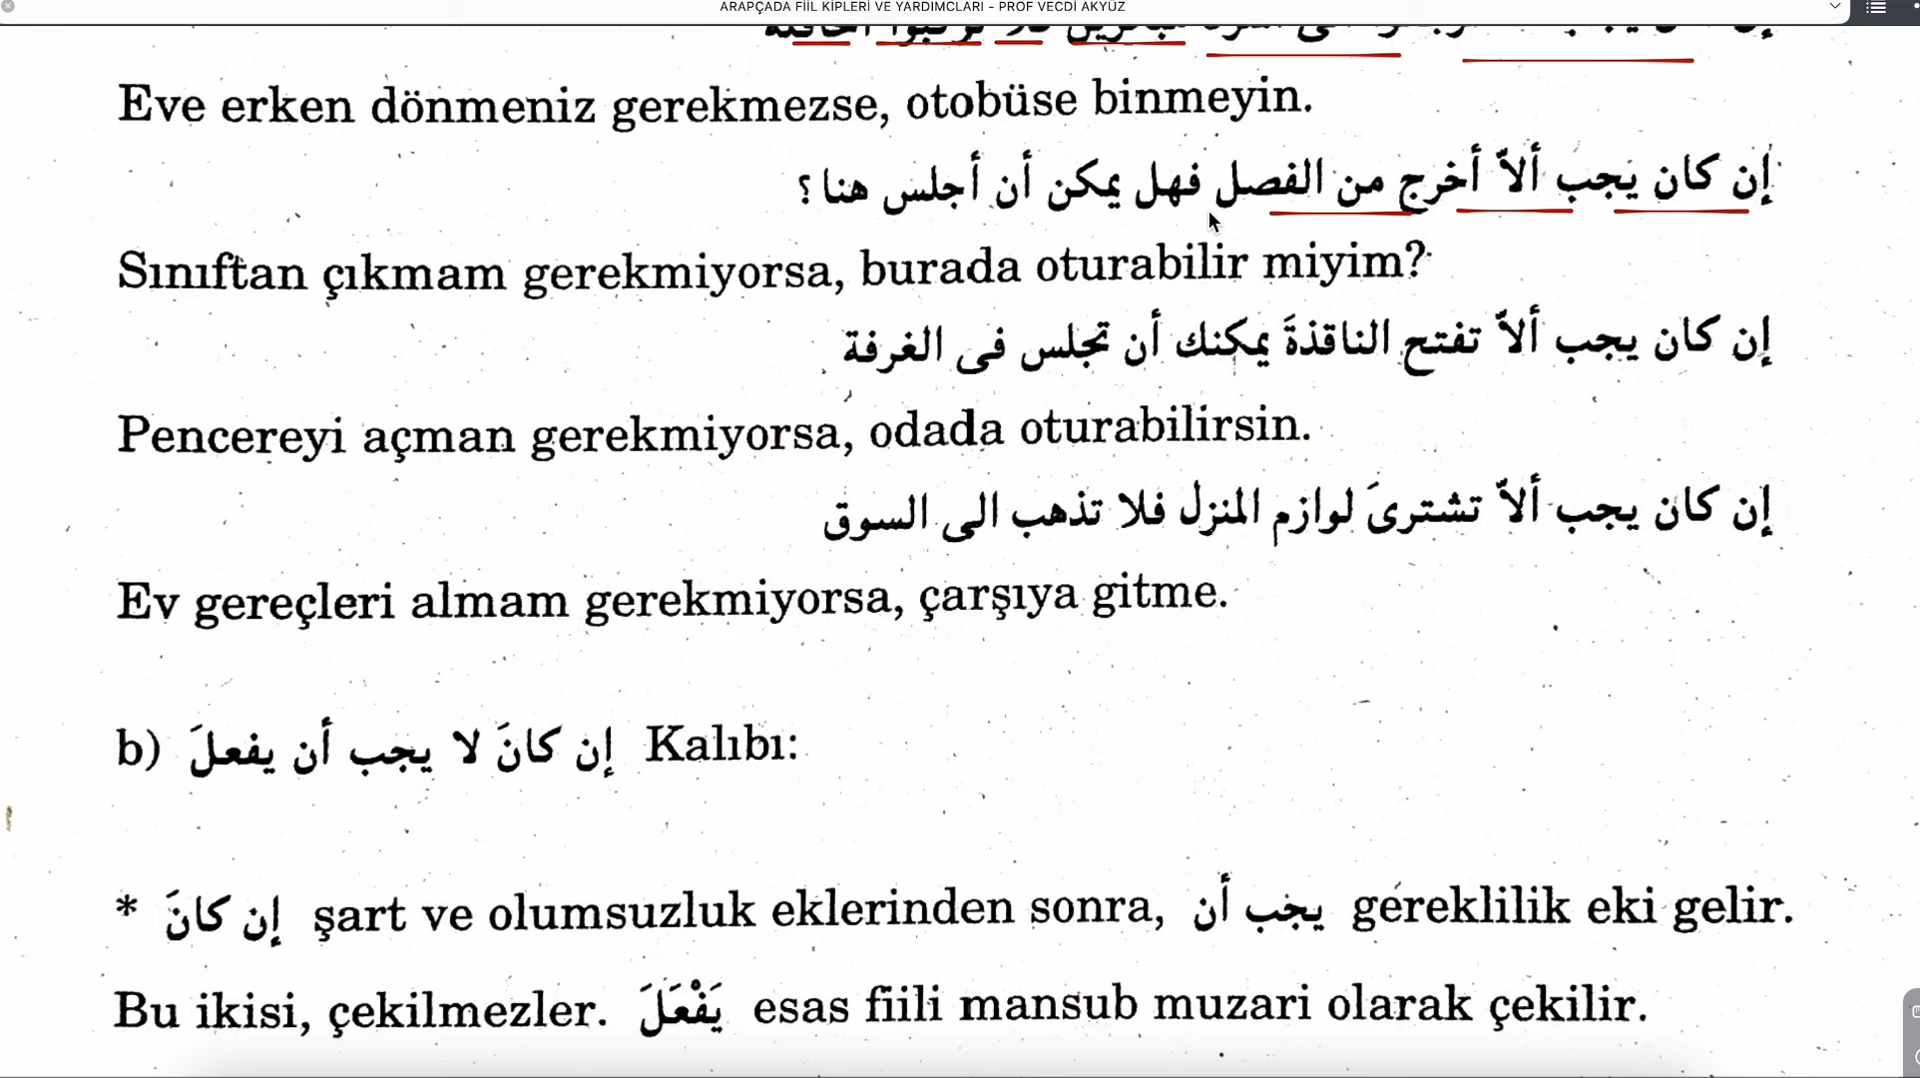 ARAPÇADA FİİL KİPLERİ VE YARDIMCLARI - PROF VECDİ AKYÜZ
Eve erken dönmeniz gerekmezse, otobüse binmeyin.
إن كان يجب ألاّ أخرج من الفصل فهل يمكن أن أجلس هنا ؟
Sınıftan çıkmam gerekmiyorsa, burada oturabilir miyim?
إن كان يجب ألاّ تفتح الناقذةَ يمكنك أن تجلس فى الغرفة
Pencereyi açman gerekmiyorsa, odada oturabilirsin.
إن كان يجب ألاّ تشترىَ لوازم المنزل فلا تذهب الى السوق
Ev gereçleri almam gerekmiyorsa, çarşıya gitme.
b) إن كانَ لا يجب أن يفعلَ Kalıbı:
* إن كانَ şart ve olumsuzluk eklerinden sonra, يجب أن gereklilik eki gelir.
Bu ikisi, çekilmezler. يَفْعَلَ esas fiili mansub muzari olarak çekilir.